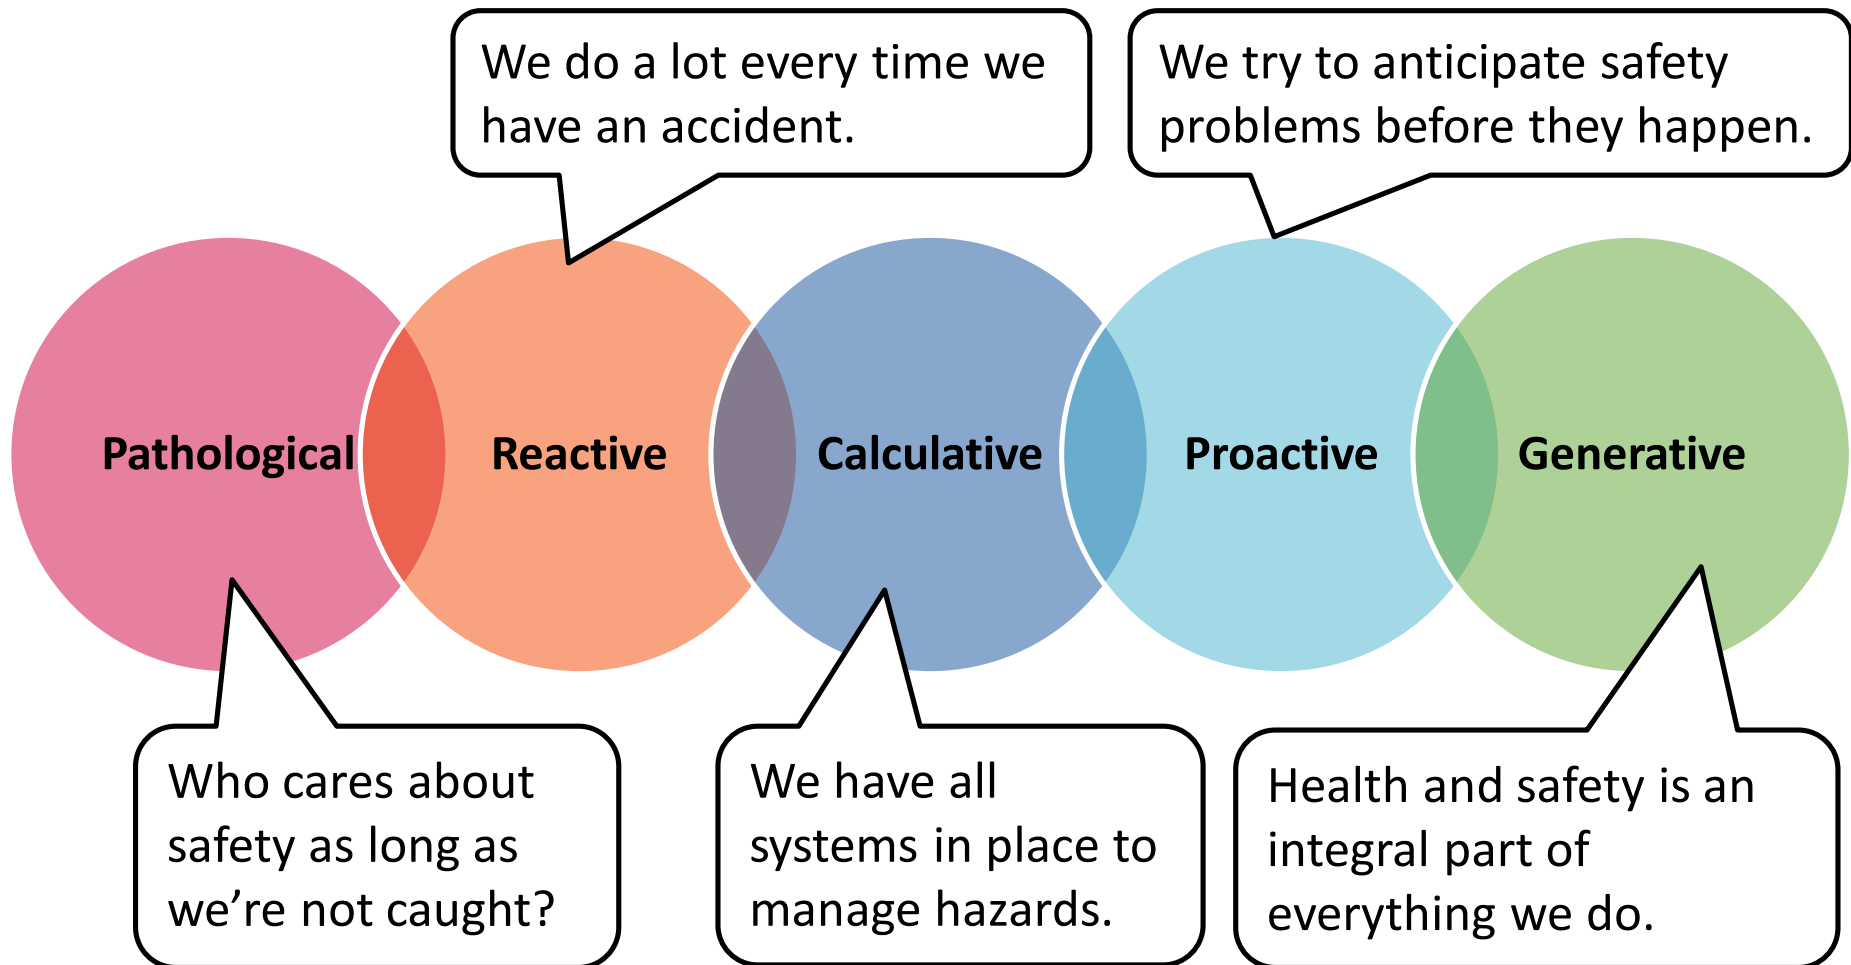 We do a lot every time we
have an accident.
We try to anticipate safety
problems before they happen.
Pathological
Reactive
Calculative
Proactive
Generative
Who cares about
safety as long as
we’re not caught?
We have all
systems in place to
manage hazards.
Health and safety is an
integral part of
everything we do.